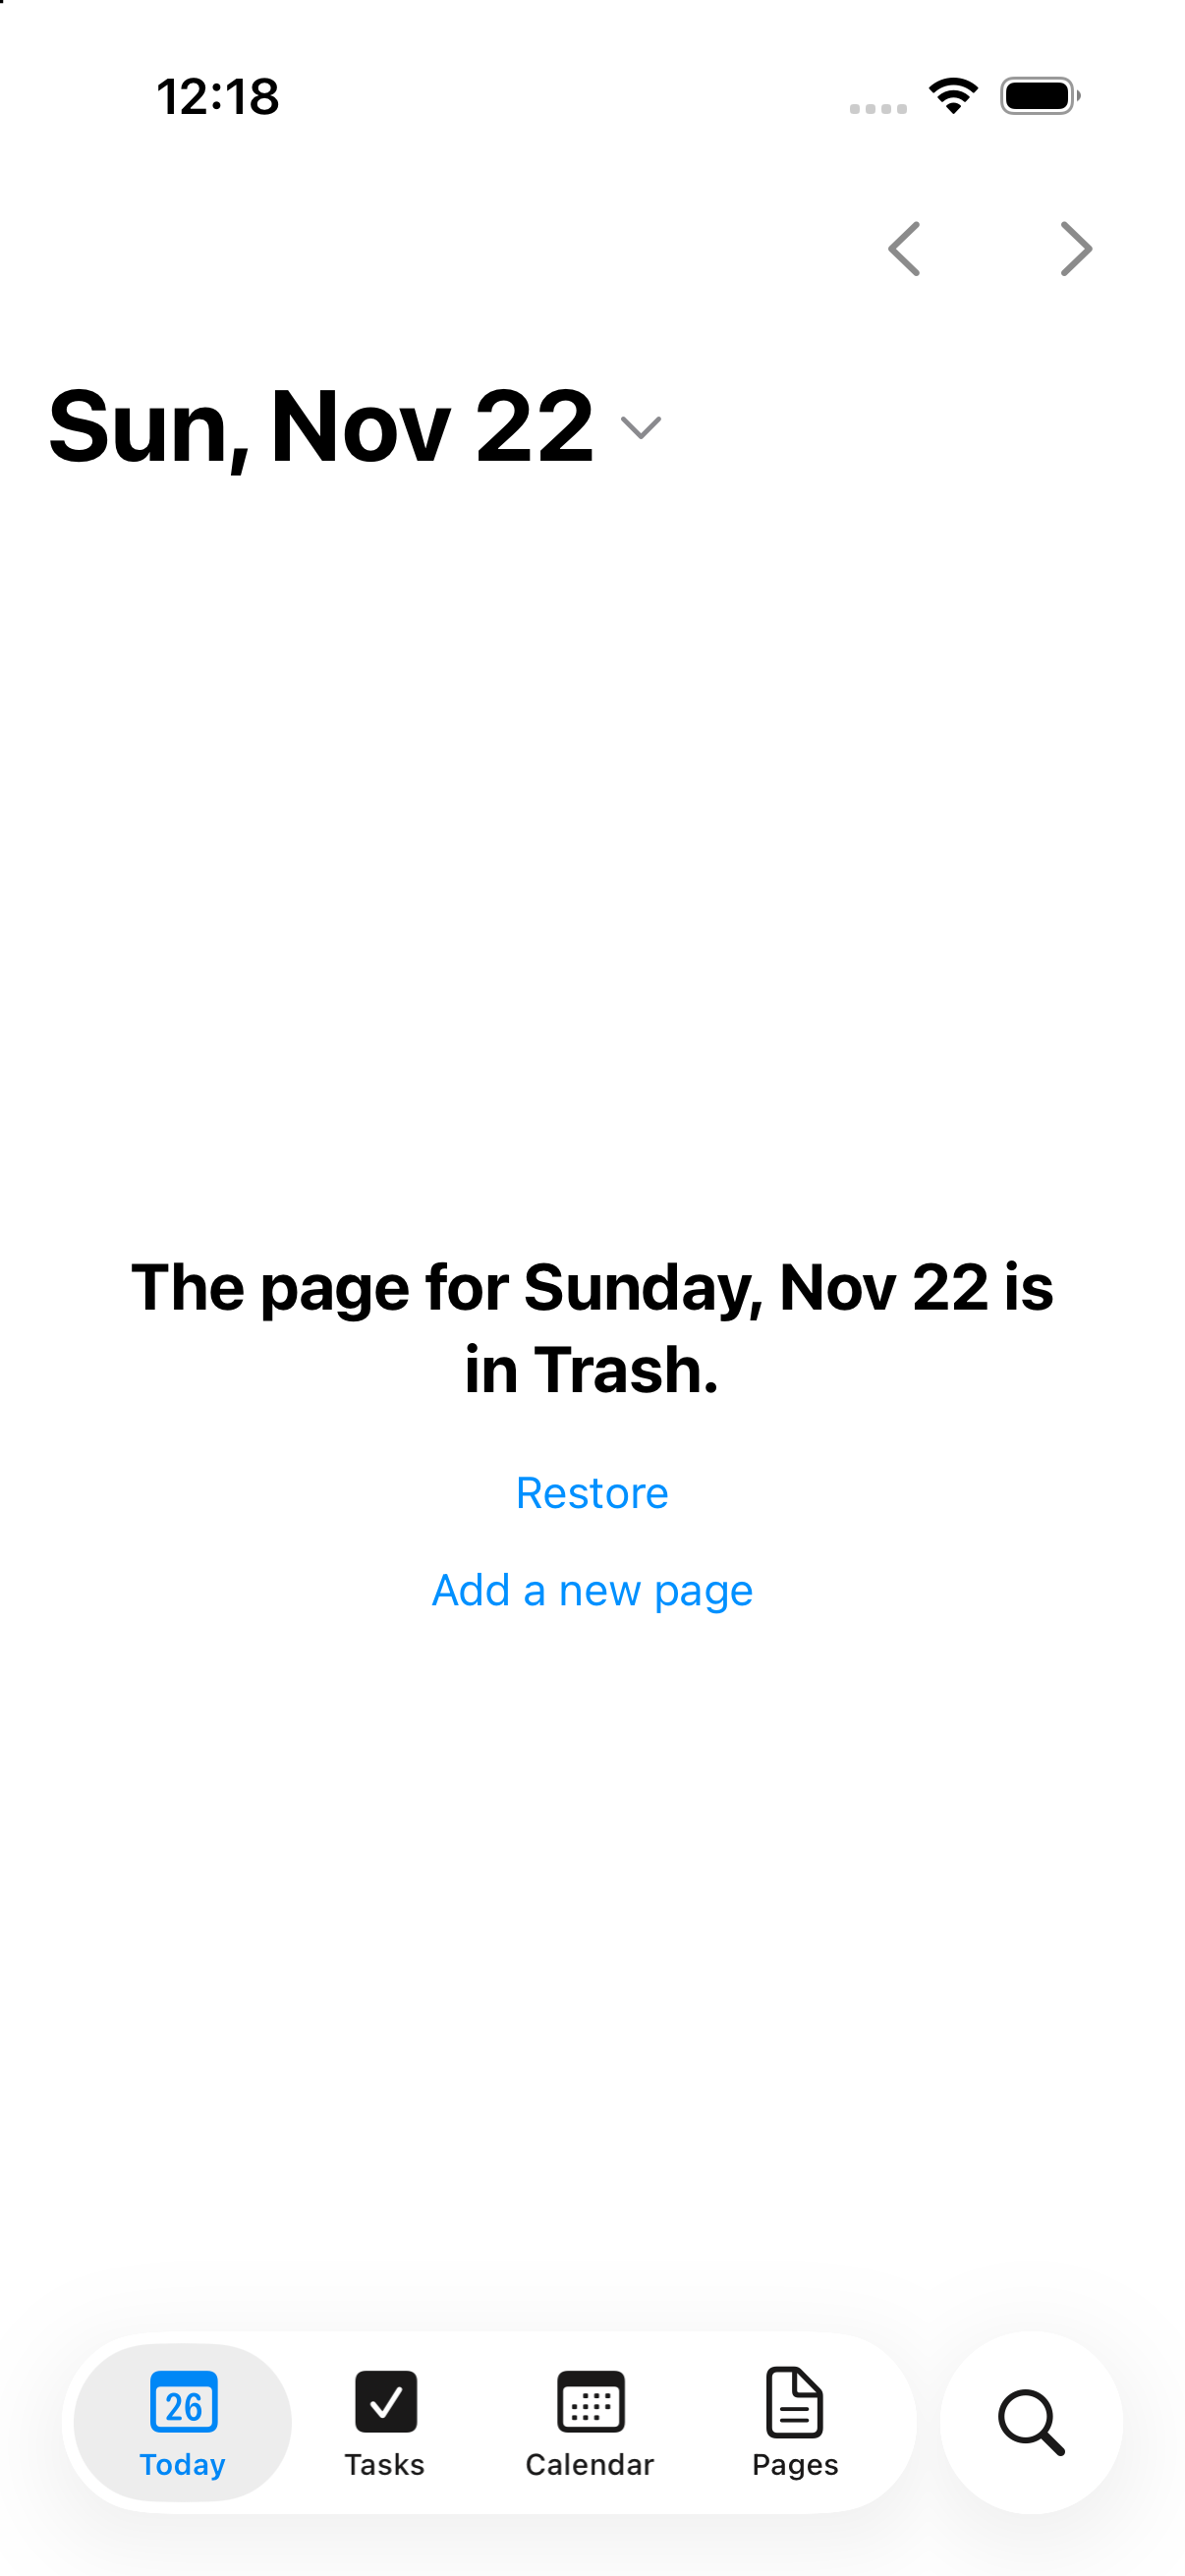 12:18
Sun, Nov 22
The page for Sunday, Nov 22 is
in Trash.
Restore
Add a new page
26
Today
Tasks
Calendar
Pages